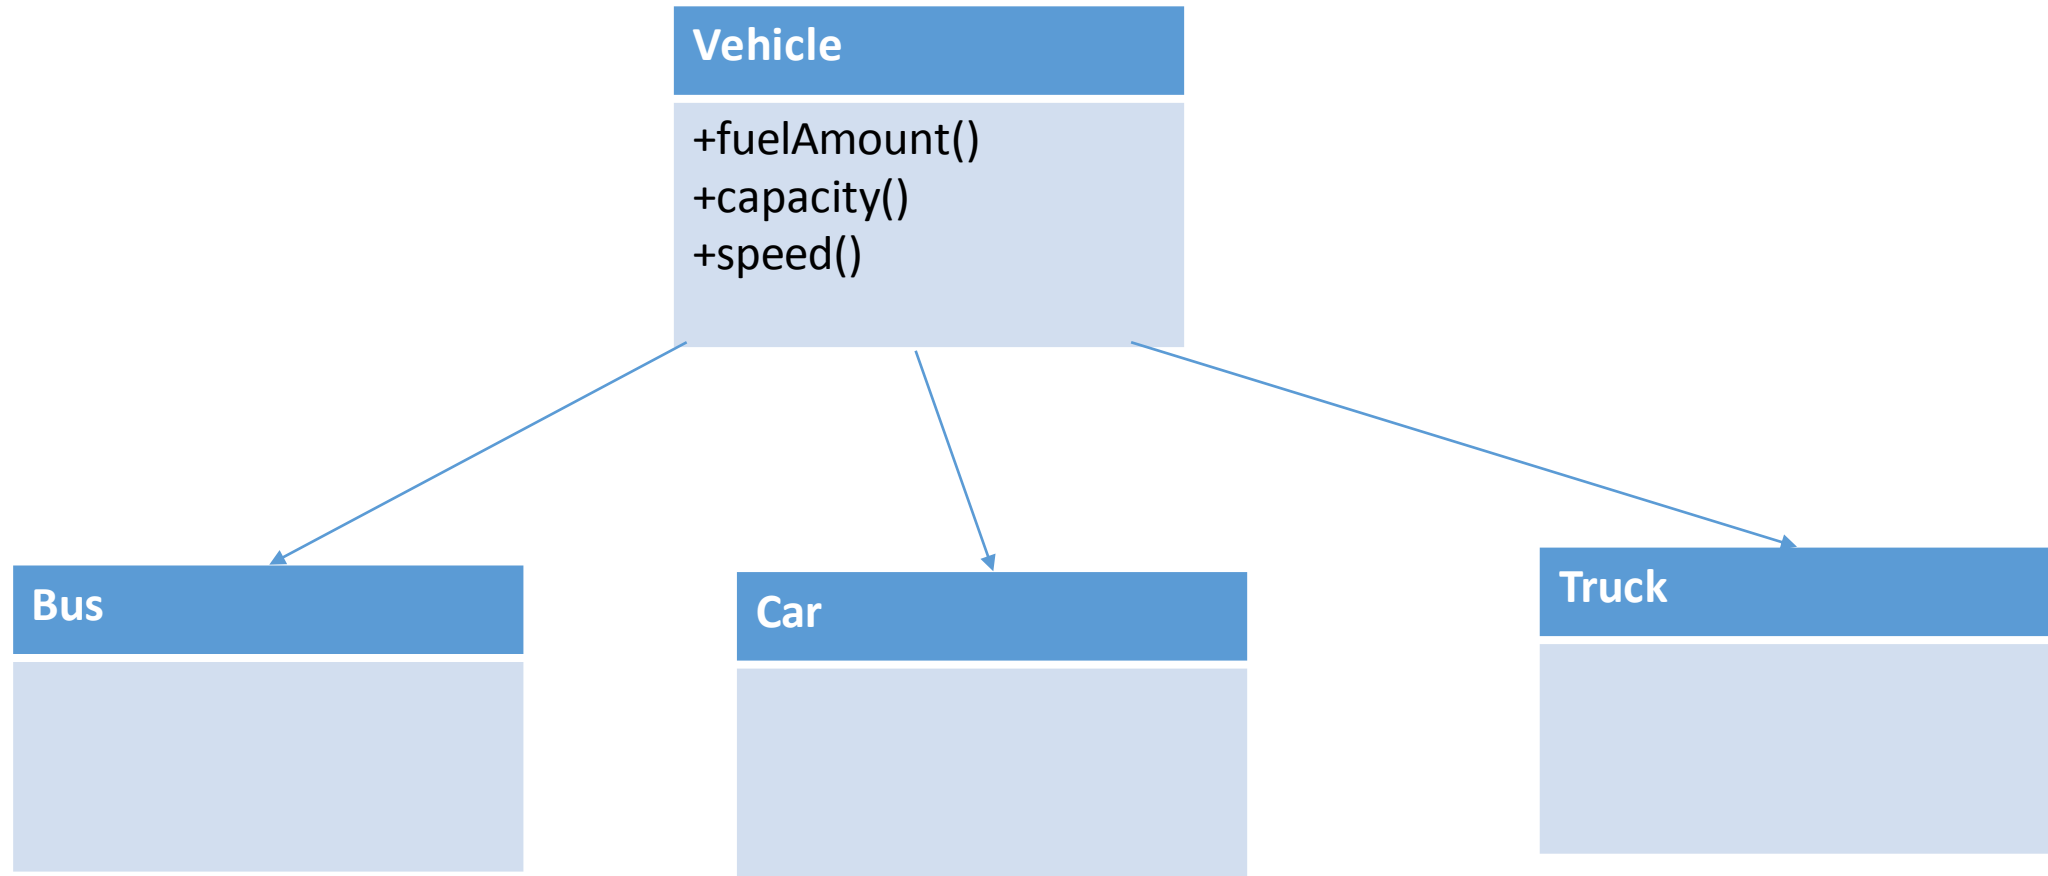 Vehicle
+fuelAmount()
+capacity()
+speed()
Bus
Car
Truck